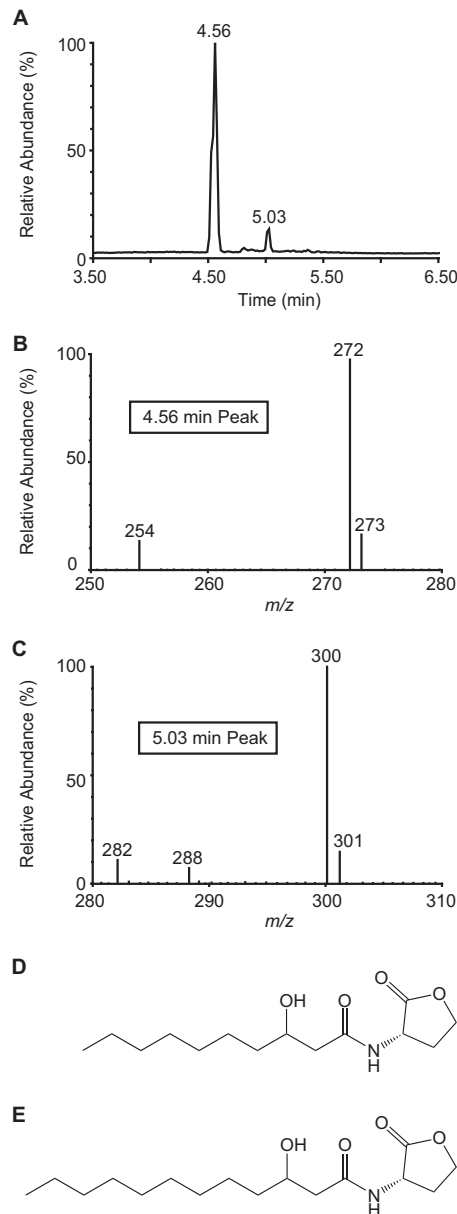 A
Relative Abundance (%)
100
50
0
4.56
5.03
3.50 4.50 5.50 6.50
Time (min)
B
Relative Abundance (%)
100
50
0
4.56 min Peak
272
254
273
250 260 270 280
m/z
C
Relative Abundance (%)
100
50
0
5.03 min Peak
300
282
288
301
280 290 300 310
m/z
D
OH
O
O
O
N
H
E
OH
O
O
O
N
H